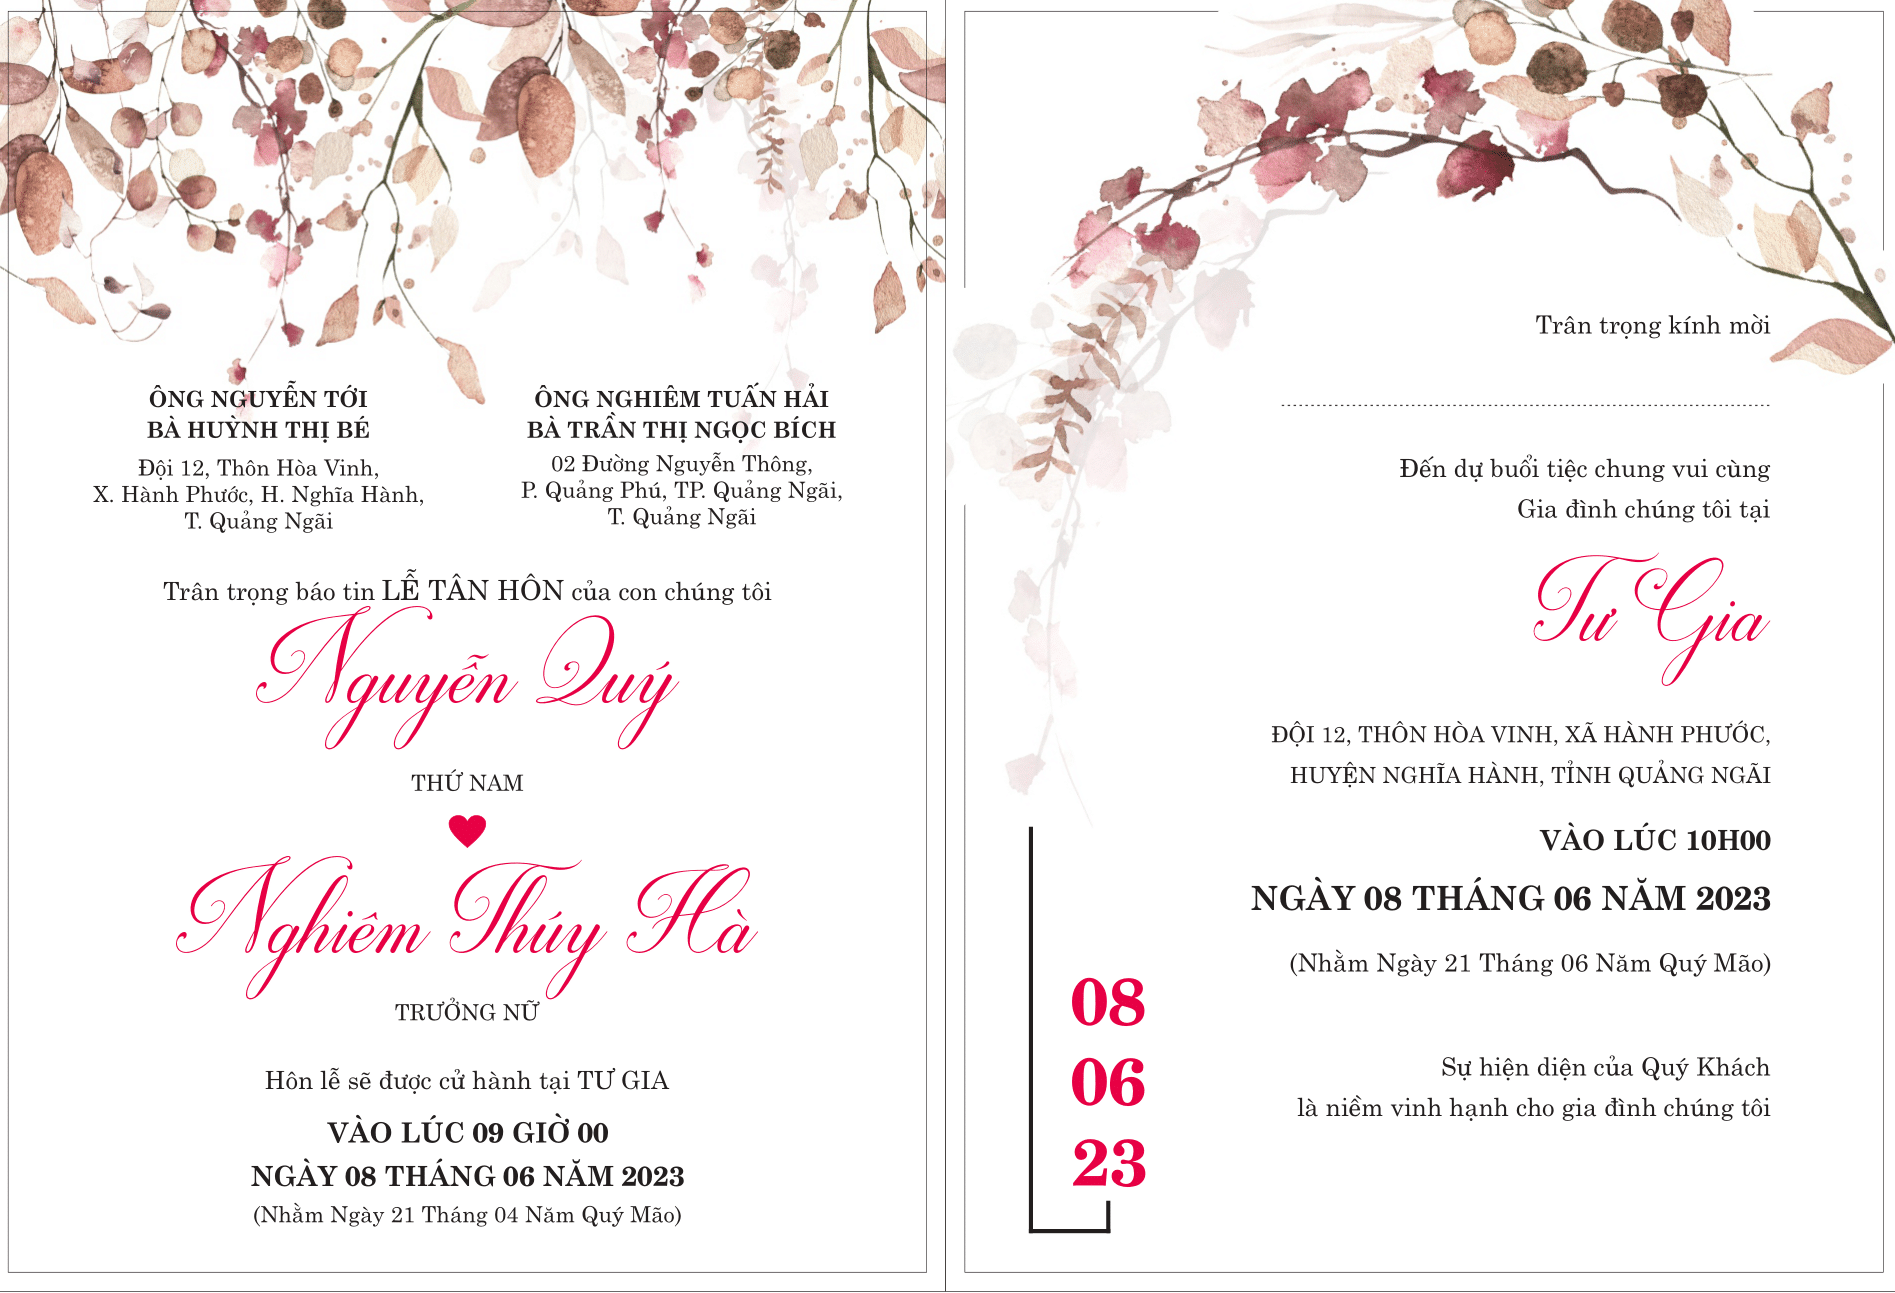 ÔNG NGUYỄN TỚI
BÀ HUỲNH THỊ BÉ
Đội 12, Thôn Hòa Vinh,
X. Hành Phước, H. Nghĩa Hành,
T. Quảng Ngãi
ÔNG NGHIÊM TUẤN HẢI
BÀ TRẦN THỊ NGỌC BÍCH
02 Đường Nguyễn Thông,
P. Quảng Phú, TP. Quảng Ngãi,
T. Quảng Ngãi
Trân trọng báo tin LỄ TÂN HÔN của con chúng tôi
Nguyễn Quý
THỨ NAM
Nghiêm Thúy Hà
TRƯỞNG NỮ
Hôn lễ sẽ được cử hành tại TƯ GIA
VÀO LÚC 09 GIỜ 00
NGÀY 08 THÁNG 06 NĂM 2023
(Nhằm Ngày 21 Tháng 04 Năm Quý Mão)
Trân trọng kính mời
Đến dự buổi tiệc chung vui cùng
Gia đình chúng tôi tại
Tư Gia
ĐỘI 12, THÔN HÒA VINH, XÃ HÀNH PHƯỚC,
HUYỆN NGHĨA HÀNH, TỈNH QUẢNG NGÃI
VÀO LÚC 10H00
NGÀY 08 THÁNG 06 NĂM 2023
(Nhằm Ngày 21 Tháng 06 Năm Quý Mão)
08
06
23
Sự hiện diện của Quý Khách
là niềm vinh hạnh cho gia đình chúng tôi